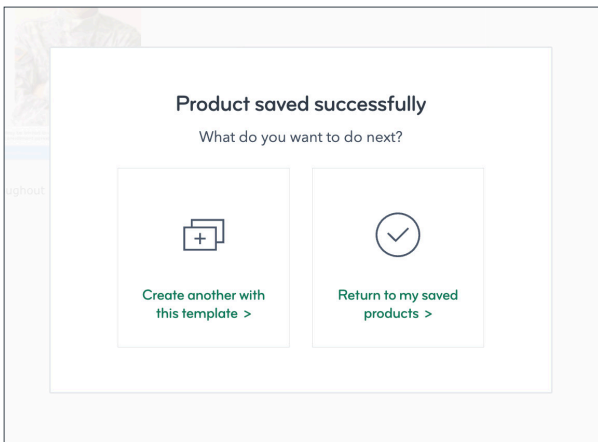 Product saved successfully
What do you want to do next?
Create another with
this template >
Return to my saved
products >